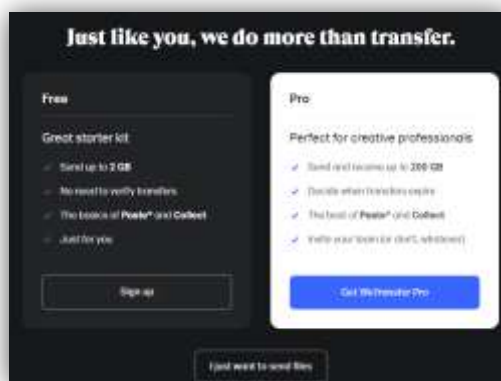 Just like you, we do more than transfer.
Free
Great starter kit
Send up to 2 GB
No need to verify transfers
The basics of Paste® and Collect
Just for you
Sign up
Pro
Perfect for creative professionals
Send and receive up to 200 GB
Decide when transfers expire
The best of Paste® and Collect
Invite your team (or don't, whatever)
Get WeTransfer Pro
I just want to send files